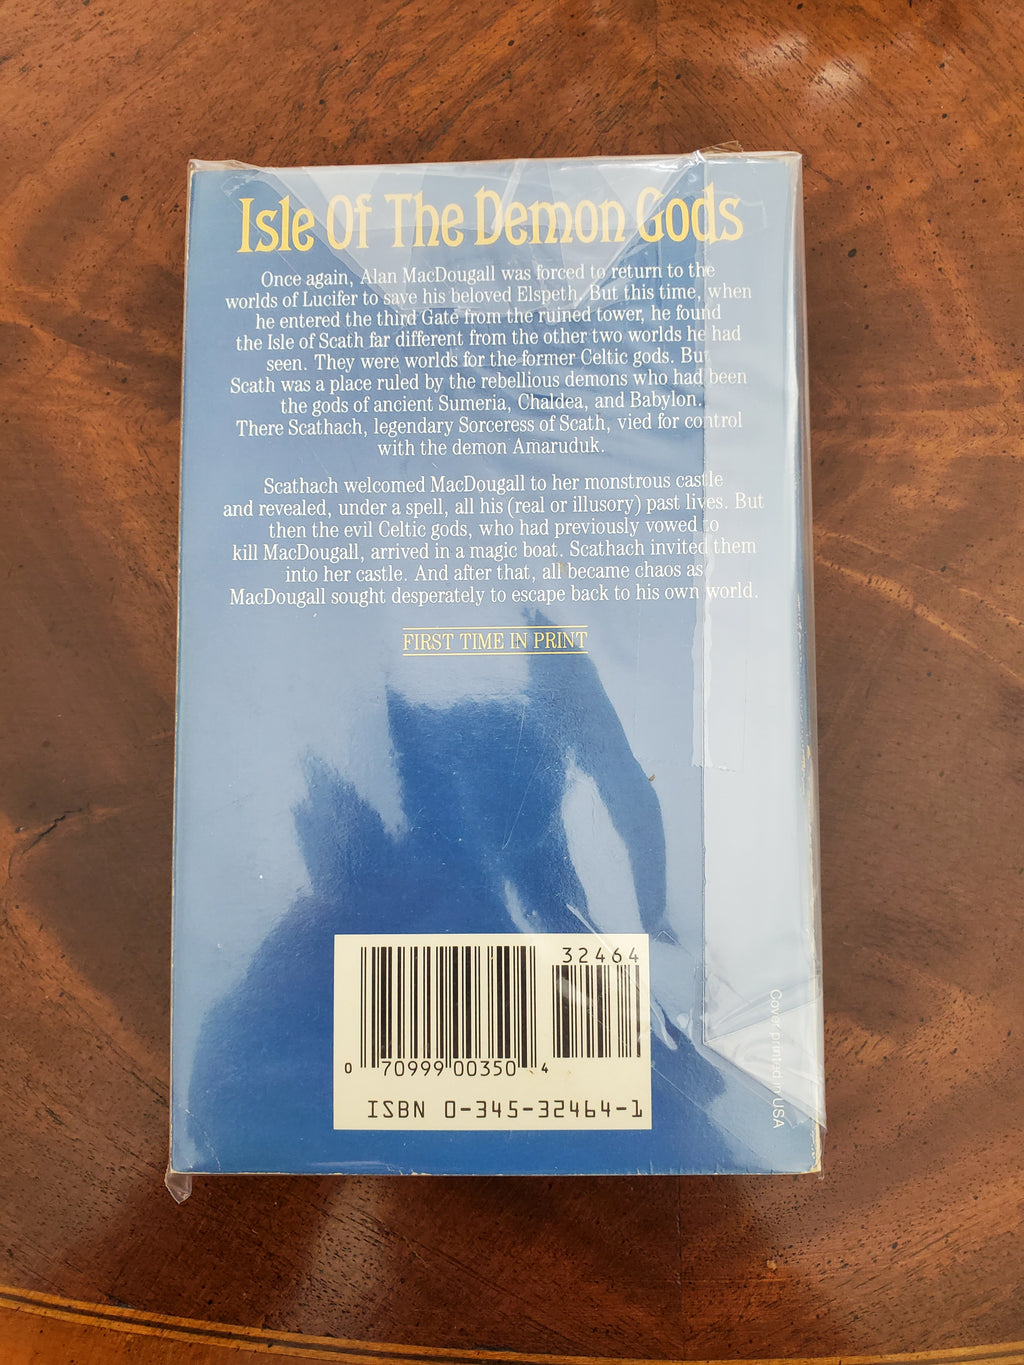 Isle Of The Demon Gods
Once again, Alan MacDougall was forced to return to the
worlds of Lucifer to save his beloved Elspeth. But this time, when
he entered the third Gate from the ruined tower, he found
the Isle of Scath far different from the other two worlds he had
seen. They were worlds for the former Celtic gods. But
Scath was a place ruled by the rebellious demons who had been
the gods of ancient Sumeria, Chaldea, and Babylon.
There Scathach, legendary Sorceress of Scath, vied for control
with the demon Amaruduk.
Scathach welcomed MacDougall to her monstrous castle
and revealed, under a spell, all his (real or illusory) past lives. But
then the evil Celtic gods, who had previously vowed to
kill MacDougall, arrived in a magic boat. Scathach invited them
into her castle. And after that, all became chaos as
MacDougall sought desperately to escape back to his own world.
FIRST TIME IN PRINT
32464
0 70999 00350 4
ISBN 0-345-32464-1
Cover printed in USA